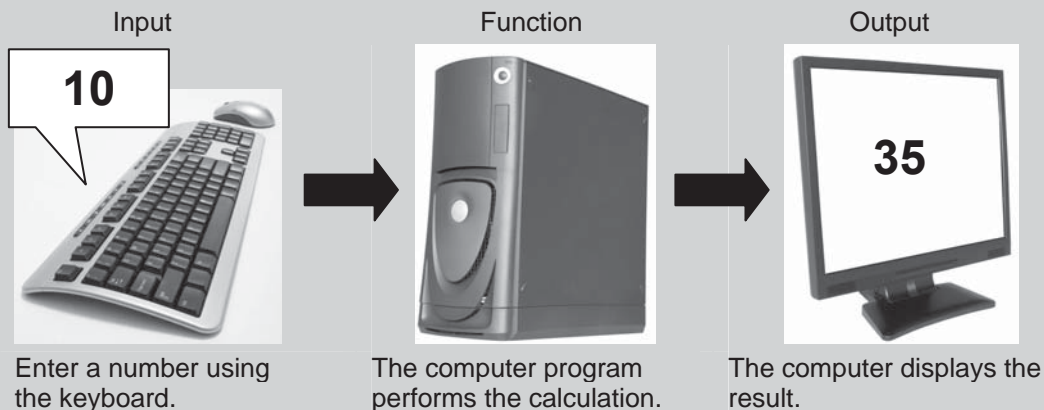 Input
Function
Output
10
35
Enter a number using
the keyboard.
The computer program
performs the calculation.
The computer displays the
result.